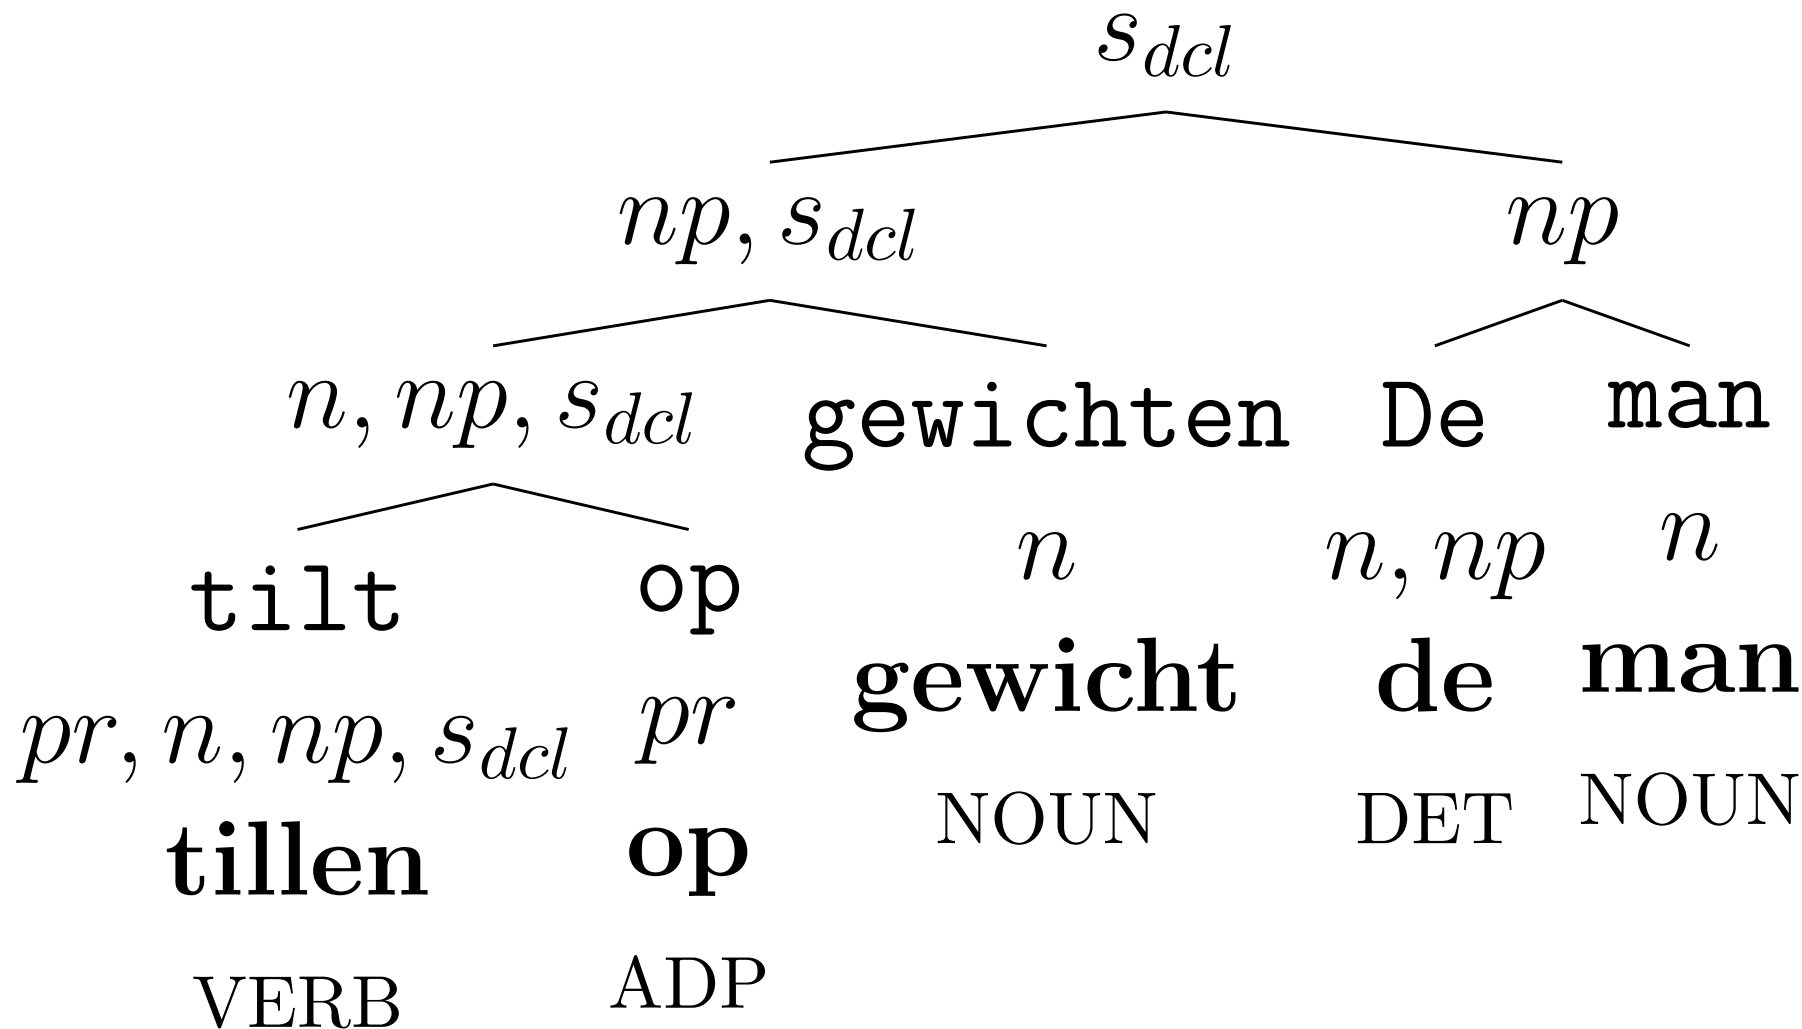 s_dcl
np, s_dcl np
n, np, s_dcl gewichten De man
n n, np n
tilt op
gewicht de man
pr, n, np, s_dcl pr
NOUN DET NOUN
tillen op
VERB ADP